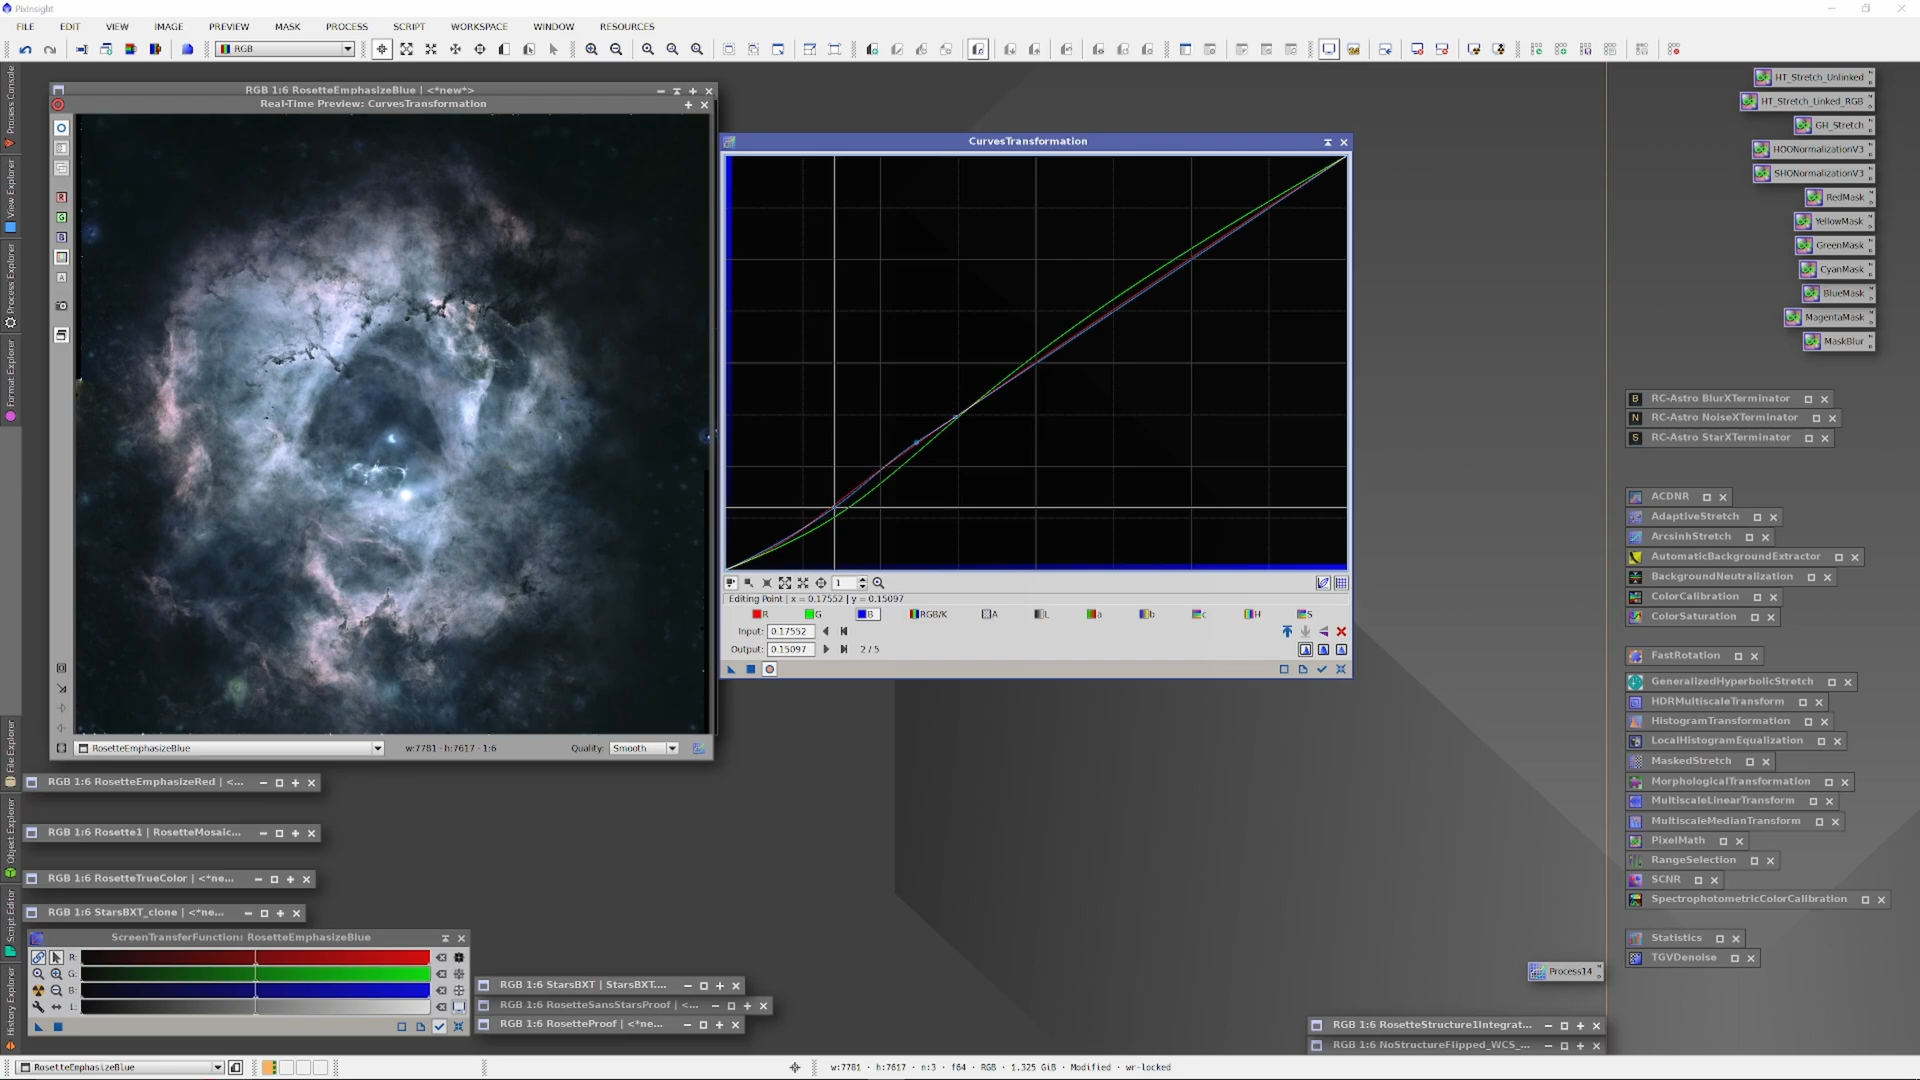 PixInsight
FILE EDIT VIEW IMAGE PREVIEW MASK PROCESS SCRIPT WORKSPACE WINDOW RESOURCES
RGB
Process Console
View Explorer
Process Explorer
Format Explorer
File Explorer
Object Explorer
Script Editor
History Explorer
RGB 1:6 RosetteEmphasizeBlue | <*new*>
Real-Time Preview: CurvesTransformation
R
G
B
A
RosetteEmphasizeBlue
w:7781 · h:7617 · 1:6
Quality: Smooth
CurvesTransformation
1
Editing Point | x = 0.17552 | y = 0.15097
R G B RGB/K A L a b c H S
Input: 0.17552
Output: 0.15097 2 / 5
HT_Stretch_Unlinked
HT_Stretch_Linked_RGB
GH_Stretch
HOONormalizationV3
SHONormalizationV3
RedMask
YellowMask
GreenMask
CyanMask
BlueMask
MagentaMask
MaskBlur
B RC-Astro BlurXTerminator
N RC-Astro NoiseXTerminator
S RC-Astro StarXTerminator
ACDNR
AdaptiveStretch
ArcsinhStretch
AutomaticBackgroundExtractor
BackgroundNeutralization
ColorCalibration
ColorSaturation
FastRotation
GeneralizedHyperbolicStretch
HDRMultiscaleTransform
HistogramTransformation
LocalHistogramEqualization
MaskedStretch
MorphologicalTransformation
MultiscaleLinearTransform
MultiscaleMedianTransform
PixelMath
RangeSelection
SCNR
SpectrophotometricColorCalibration
Statistics
TGVDenoise
Process14
RGB 1:6 RosetteEmphasizeRed | <...
RGB 1:6 Rosette1 | RosetteMosaic...
RGB 1:6 RosetteTrueColor | <*ne...
RGB 1:6 StarsBXT_clone | <*ne...
ScreenTransferFunction: RosetteEmphasizeBlue
R:
G:
B:
L:
RGB 1:6 StarsBXT | StarsBXT....
RGB 1:6 RosetteSansStarsProof | <...
RGB 1:6 RosetteProof | <*ne...
RGB 1:6 RosetteStructure1Integrat...
RGB 1:6 NoStructureFlipped_WCS_...
RosetteEmphasizeBlue
w:7781 · h:7617 · n:3 · f64 · RGB · 1.325 GiB · Modified · wr-locked